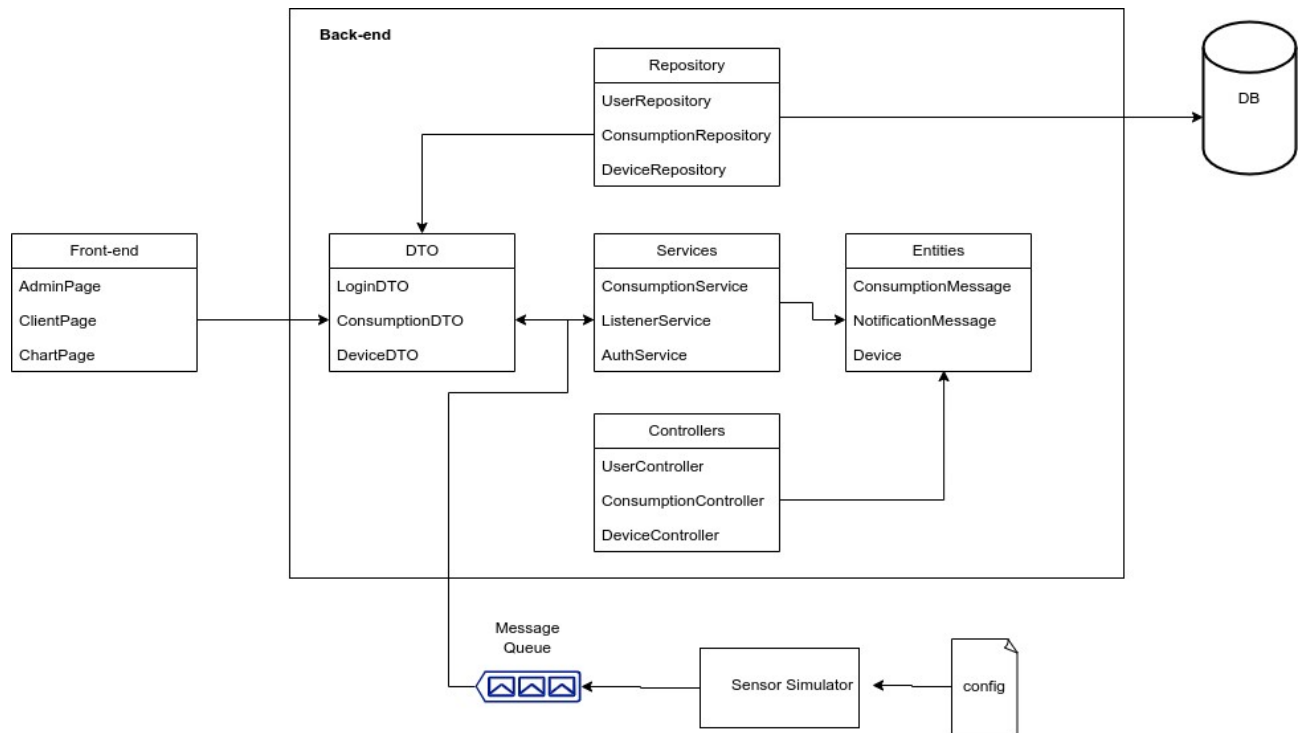 Back-end
Repository
UserRepository
ConsumptionRepository
DeviceRepository
DB
Front-end
AdminPage
ClientPage
ChartPage
DTO
LoginDTO
ConsumptionDTO
DeviceDTO
Services
ConsumptionService
ListenerService
AuthService
Entities
ConsumptionMessage
NotificationMessage
Device
Controllers
UserController
ConsumptionController
DeviceController
Message
Queue
Sensor Simulator
config